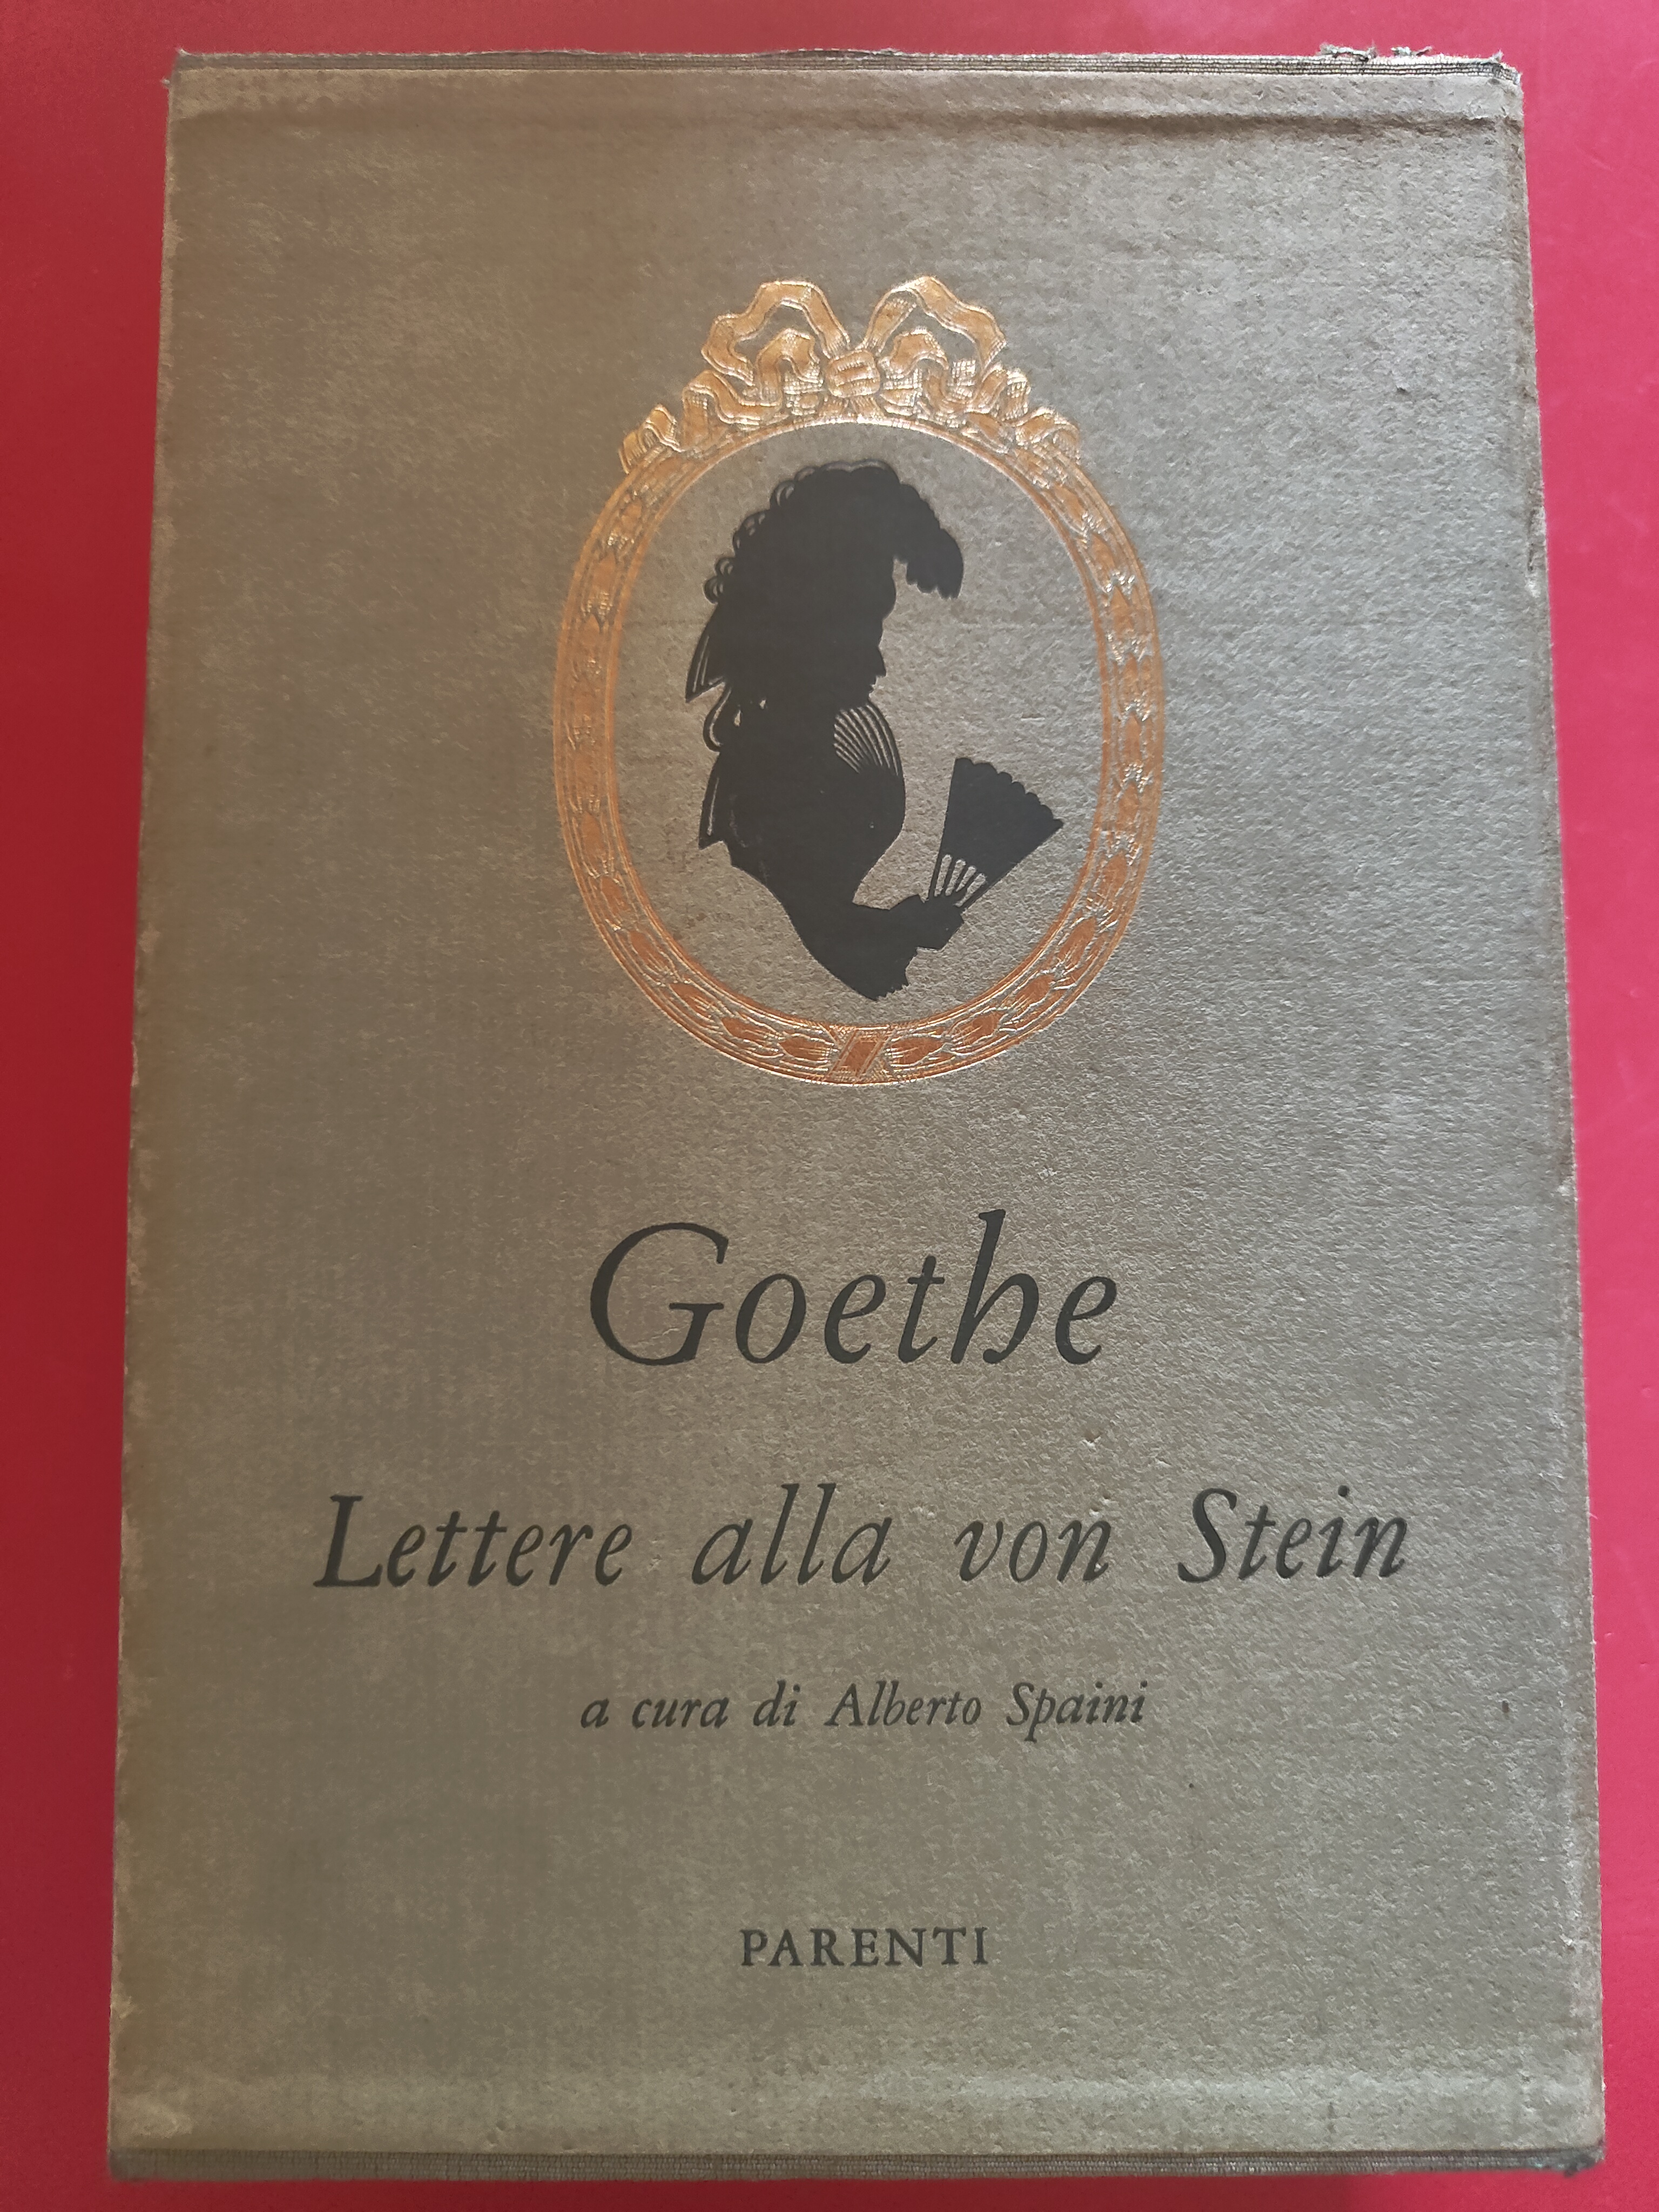 Goethe
Lettere alla von Stein
a cura di Alberto Spaini
PARENTI